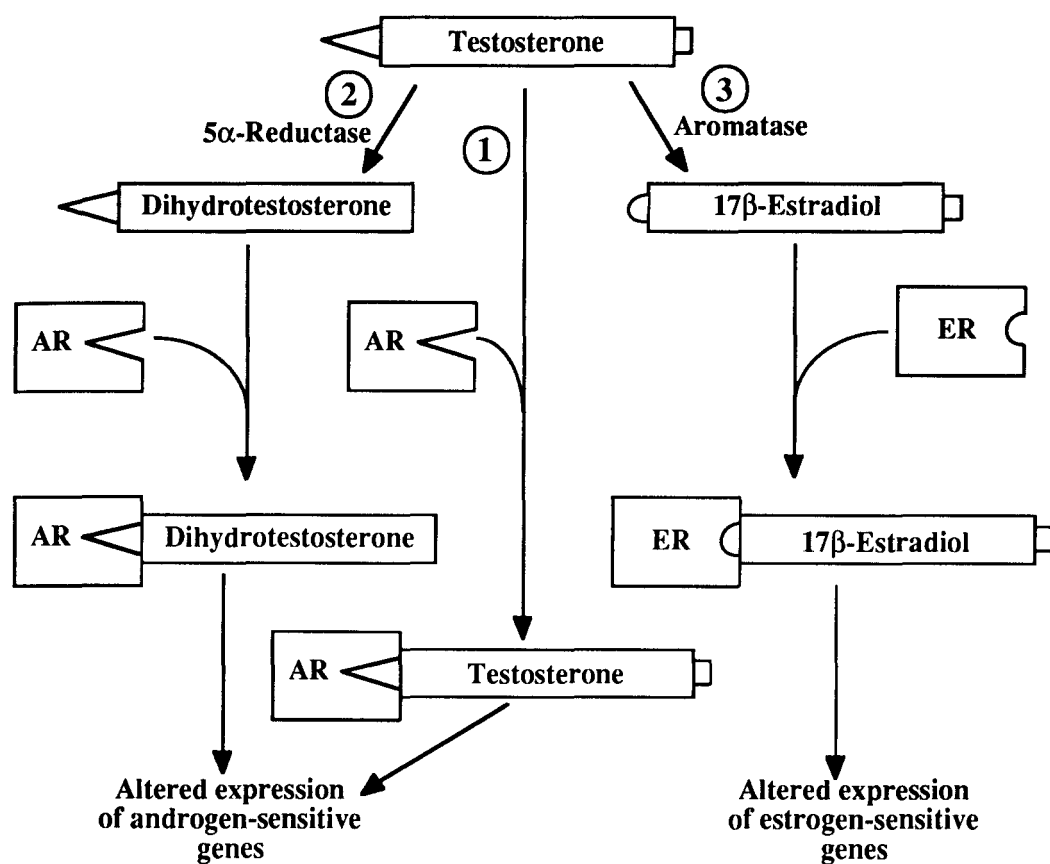 Testosterone
2
3
5α-Reductase
1
Aromatase
Dihydrotestosterone
17β-Estradiol
AR
AR
ER
AR
Dihydrotestosterone
ER
17β-Estradiol
AR
Testosterone
Altered expression
of androgen-sensitive
genes
Altered expression
of estrogen-sensitive
genes